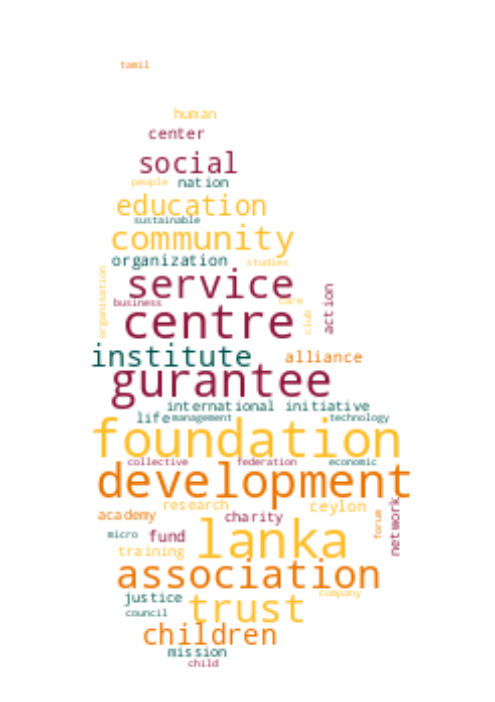 tamil
human
center
social
people nation
education
sustainable
community
organization studies
organisation
service
business care
action
centre club
institute alliance
gurantee
international initiative
life management technology
foundation
collective federation economic
development
research ceylon
academy charity forum
network
micro fund lanka
training
association
company
justice trust
council
children
mission
child